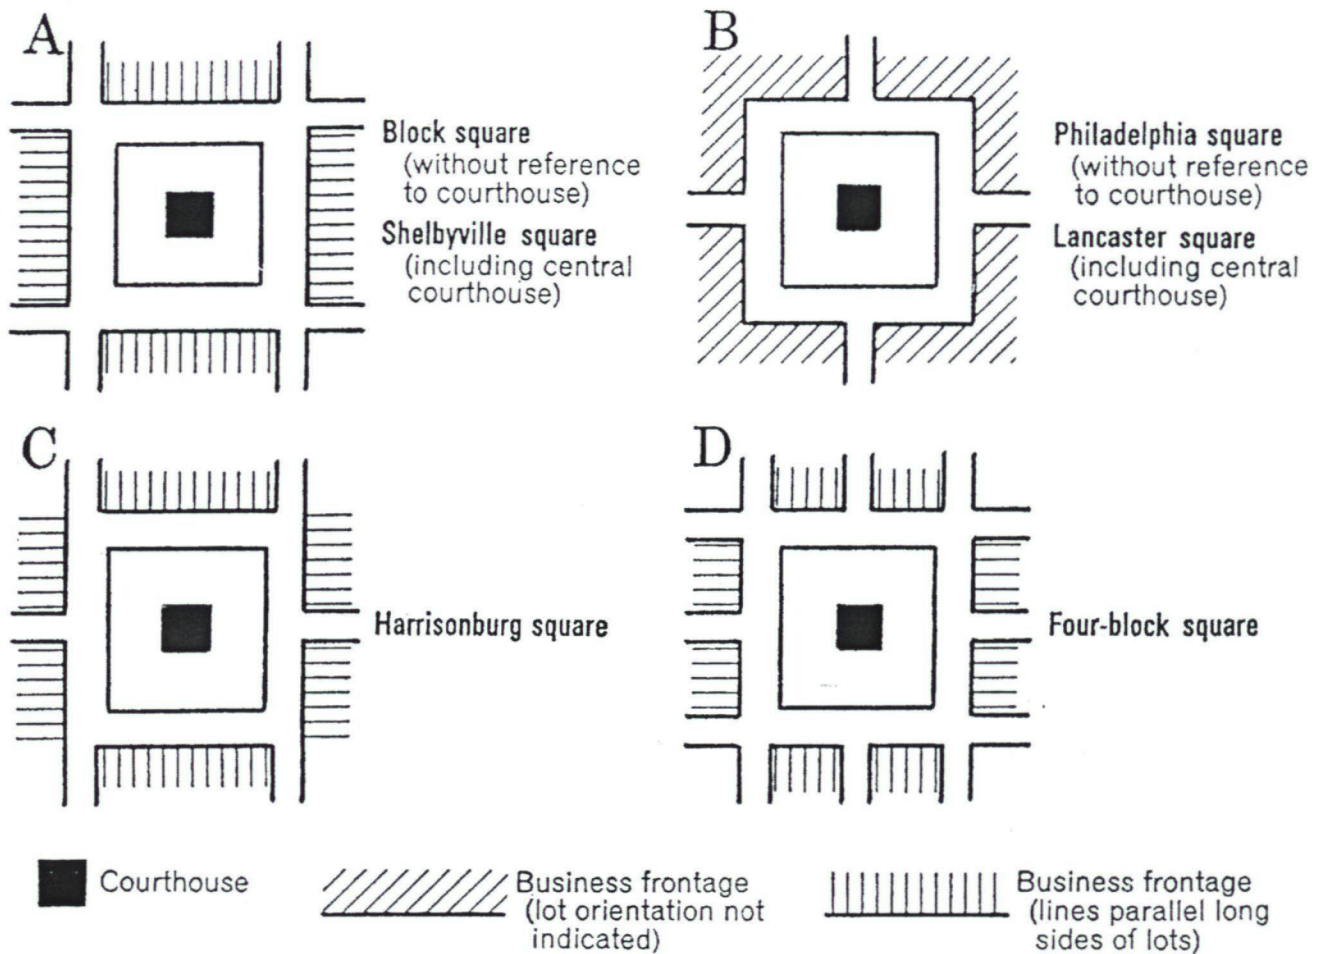 A
Block square
(without reference
to courthouse)
Shelbyville square
(including central
courthouse)
B
Philadelphia square
(without reference
to courthouse)
Lancaster square
(including central
courthouse)
C
Harrisonburg square
D
Four-block square
Courthouse
Business frontage
(lot orientation not
indicated)
Business frontage
(lines parallel long
sides of lots)